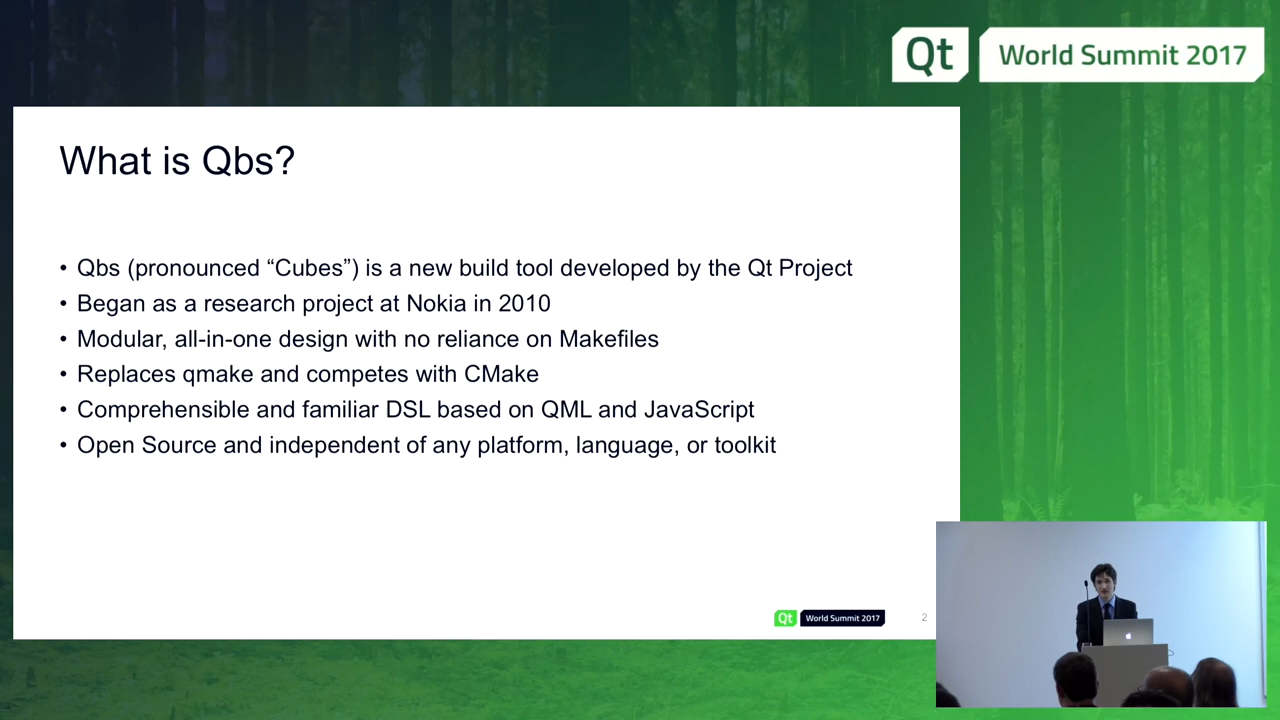 Qt World Summit 2017
What is Qbs?
• Qbs (pronounced “Cubes”) is a new build tool developed by the Qt Project
• Began as a research project at Nokia in 2010
• Modular, all-in-one design with no reliance on Makefiles
• Replaces qmake and competes with CMake
• Comprehensible and familiar DSL based on QML and JavaScript
• Open Source and independent of any platform, language, or toolkit
Qt World Summit 2017 2